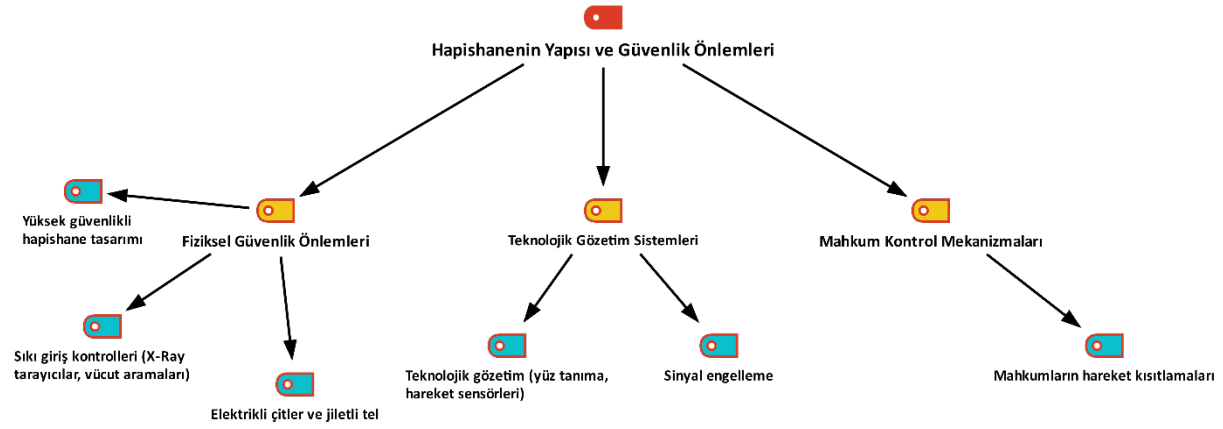 Hapishanenin Yapısı ve Güvenlik Önlemleri
Yüksek güvenlikli
hapishane tasarımı
Fiziksel Güvenlik Önlemleri
Teknolojik Gözetim Sistemleri
Mahkum Kontrol Mekanizmaları
Sıkı giriş kontrolleri (X-Ray
tarayıcılar, vücut aramaları)
Elektrikli çitler ve jiletli tel
Teknolojik gözetim (yüz tanıma,
hareket sensörleri)
Sinyal engelleme
Mahkumların hareket kısıtlamaları